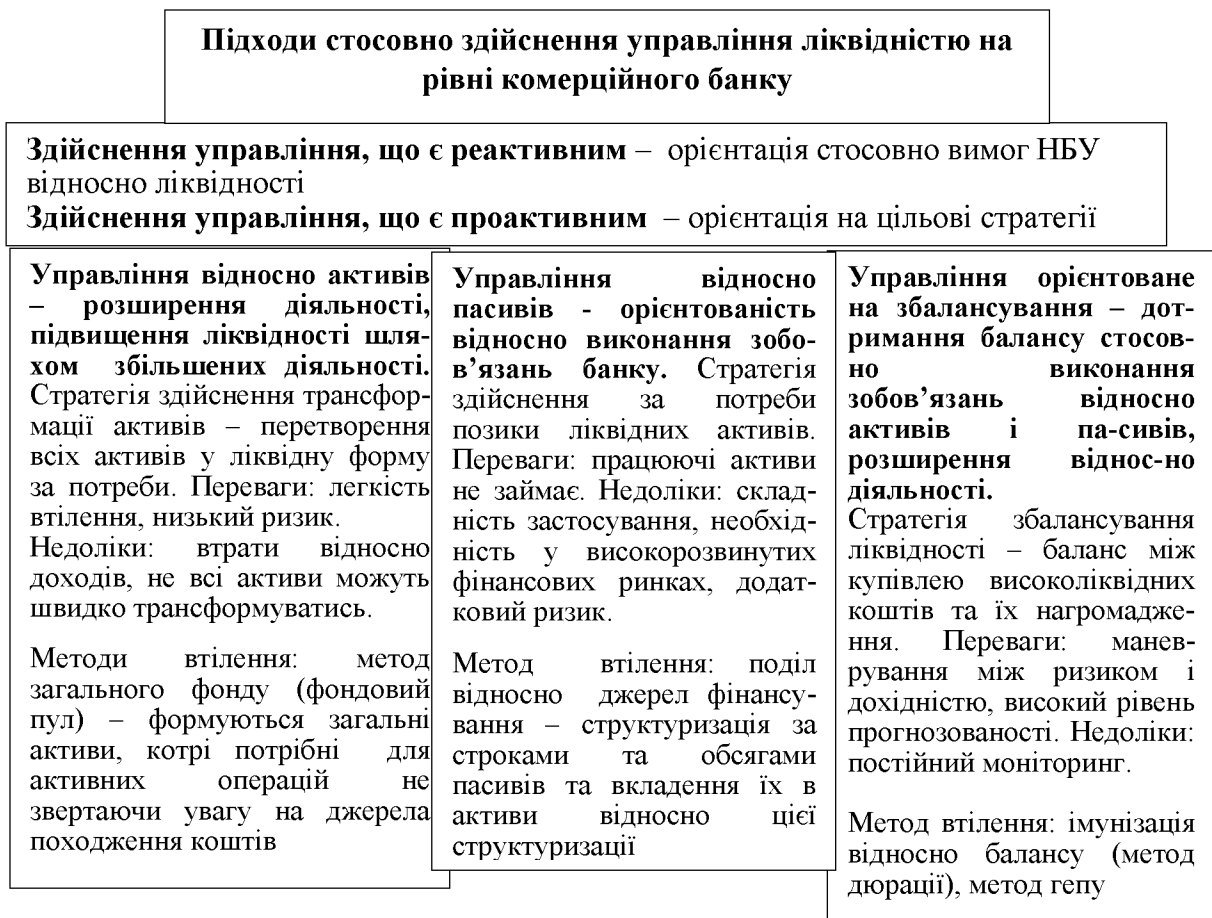 Підходи стосовно здійснення управління ліквідністю на
рівні комерційного банку
Здійснення управління, що є реактивним – орієнтація стосовно вимог НБУ
відносно ліквідності
Здійснення управління, що є проактивним – орієнтація на цільові стратегії
Управління відносно активів
– розширення діяльності,
підвищення ліквідності шля-
хом збільшених діяльності.
Стратегія здійснення трансфор-
мації активів – перетворення
всіх активів у ліквідну форму
за потреби. Переваги: легкість
втілення, низький ризик.
Недоліки: втрати відносно
доходів, не всі активи можуть
швидко трансформуватись.
Методи втілення: метод
загального фонду (фондовий
пул) – формуються загальні
активи, котрі потрібні для
активних операцій не
звертаючи увагу на джерела
походження коштів
Управління відносно
пасивів - орієнтованість
відносно виконання зобо-
в’язань банку. Стратегія
здійснення за потреби
позики ліквідних активів.
Переваги: працюючі активи
не займає. Недоліки: склад-
ність застосування, необхід-
ність у високорозвинутих
фінансових ринках, додат-
ковий ризик.
Метод втілення: поділ
відносно джерел фінансу-
вання – структуризація за
строками та обсягами
пасивів та вкладення їх в
активи відносно цієї
структуризації
Управління орієнтоване
на збалансування – дот-
римання балансу стосов-
но виконання
зобов’язань відносно
активів і па-сивів,
розширення віднос-но
діяльності.
Стратегія збалансування
ліквідності – баланс між
купівлею високоліквідних
коштів та їх нагромадже-
ння. Переваги: манев-
рування між ризиком і
дохідністю, високий рівень
прогнозованості. Недоліки:
постійний моніторинг.
Метод втілення: імунізація
відносно балансу (метод
дюрації), метод гепу